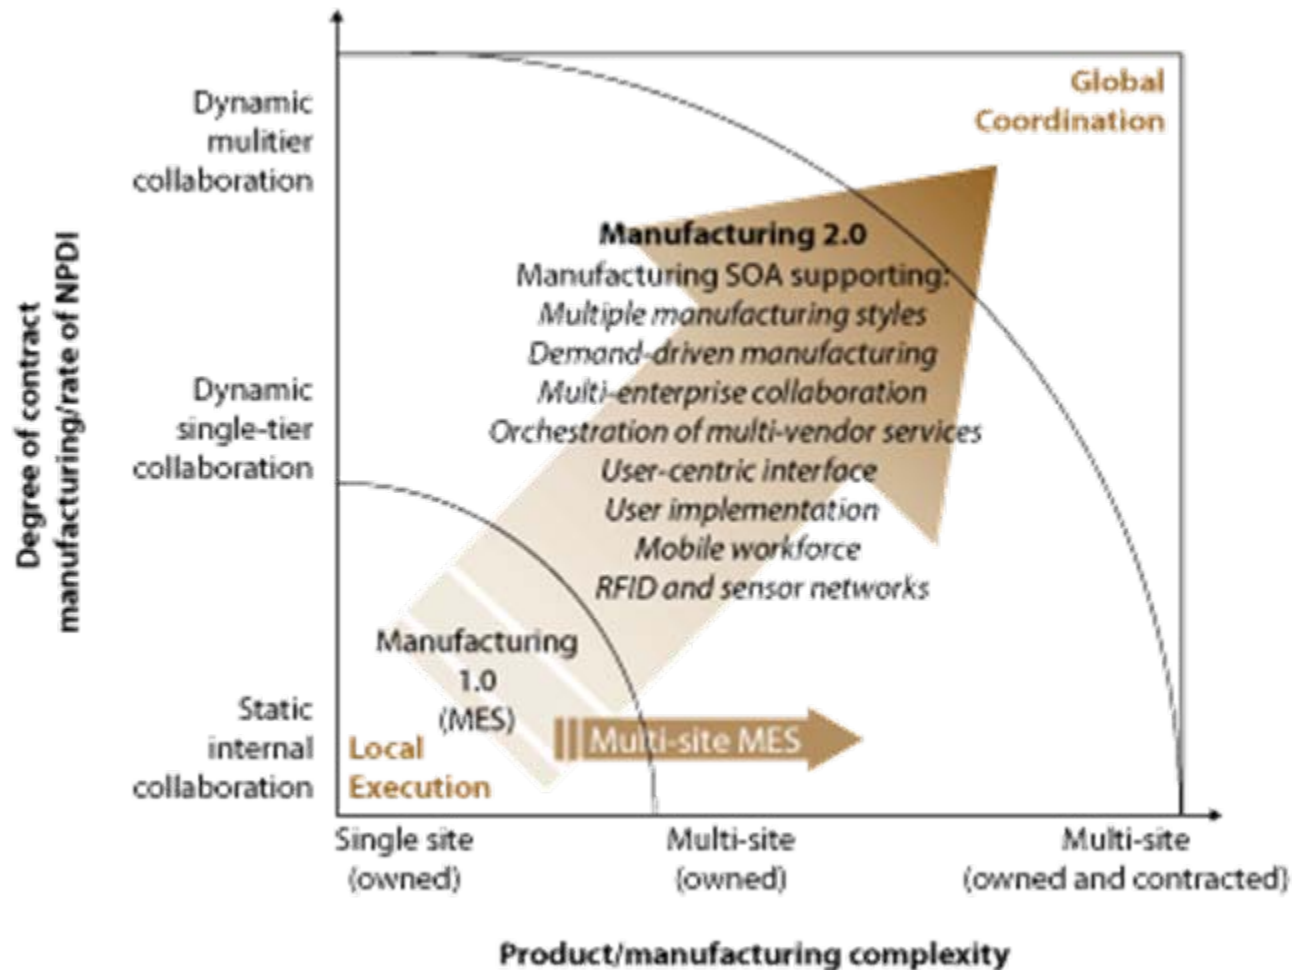 Global
Coordination
Dynamic
mulitier
collaboration
Manufacturing 2.0
Manufacturing SOA supporting:
Multiple manufacturing styles
Demand-driven manufacturing
Multi-enterprise collaboration
Orchestration of multi-vendor services
User-centric interface
User implementation
Mobile workforce
RFID and sensor networks
Degree of contract
manufacturing/rate of NPDI
Dynamic
single-tier
collaboration
Manufacturing
1.0
(MES)
Static
internal
collaboration
Local
Execution
Multi-site MES
Single site
(owned)
Multi-site
(owned)
Multi-site
(owned and contracted)
Product/manufacturing complexity